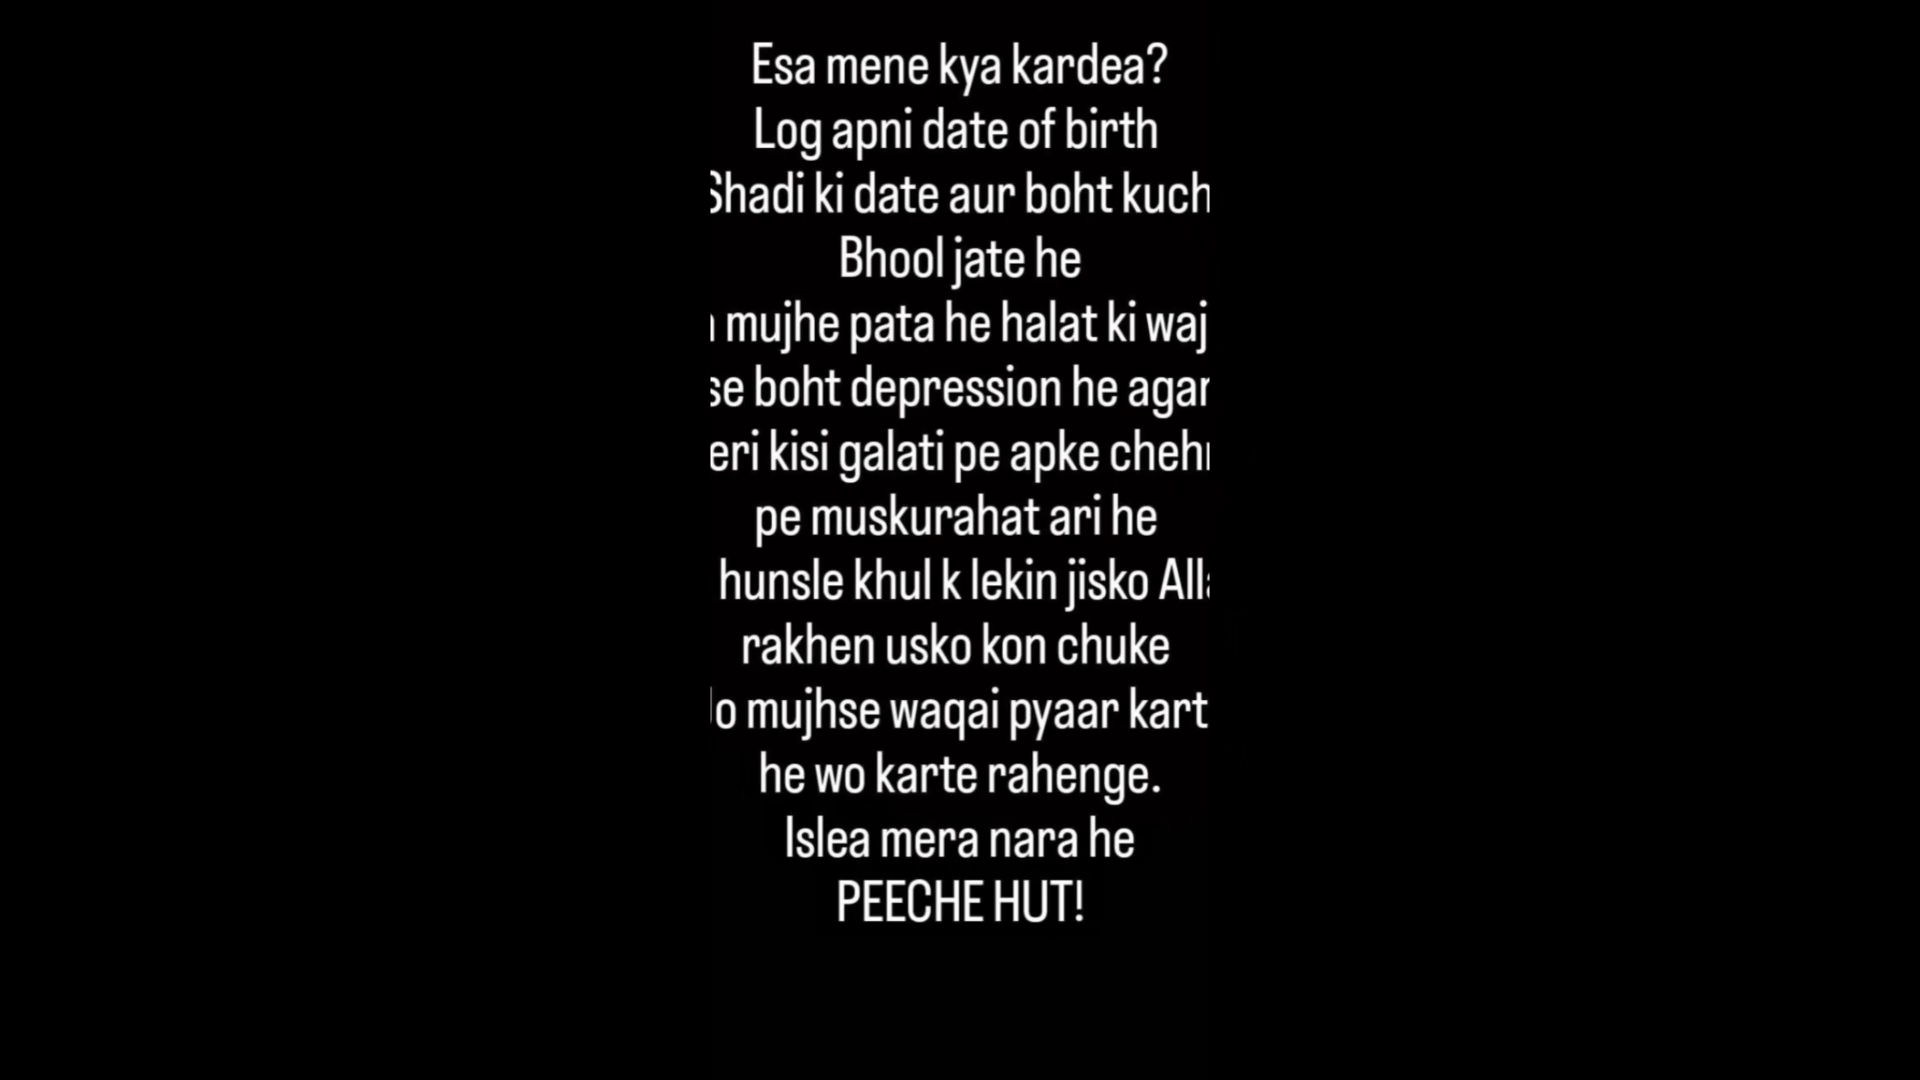 Esa mene kya kardea?
Log apni date of birth
Shadi ki date aur boht kuch
Bhool jate he
mujhe pata he halat ki
se boht depression he agar
kisi galati pe apke
pe muskurahat ari he
hunsle khul k lekin jisko
rakhen usko kon chuke
Jo mujhse waqai pyaar
he wo karte rahenge.
Islea mera nara he
PEECHE HUT!